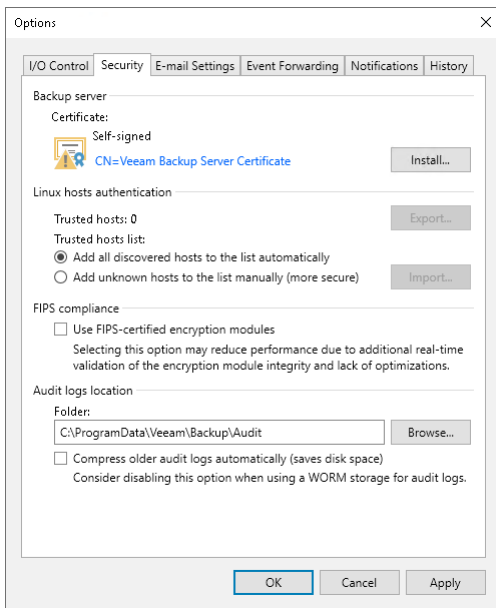 Options
I/O Control Security E-mail Settings Event Forwarding Notifications History
Backup server
Certificate:
Self-signed
CN=Veeam Backup Server Certificate
Install...
Linux hosts authentication
Trusted hosts: 0
Export...
Trusted hosts list:
Add all discovered hosts to the list automatically
Add unknown hosts to the list manually (more secure)
Import...
FIPS compliance
Use FIPS-certified encryption modules
Selecting this option may reduce performance due to additional real-time
validation of the encryption module integrity and lack of optimizations.
Audit logs location
Folder:
C:\ProgramData\Veeam\Backup\Audit
Browse...
Compress older audit logs automatically (saves disk space)
Consider disabling this option when using a WORM storage for audit logs.
OK Cancel Apply